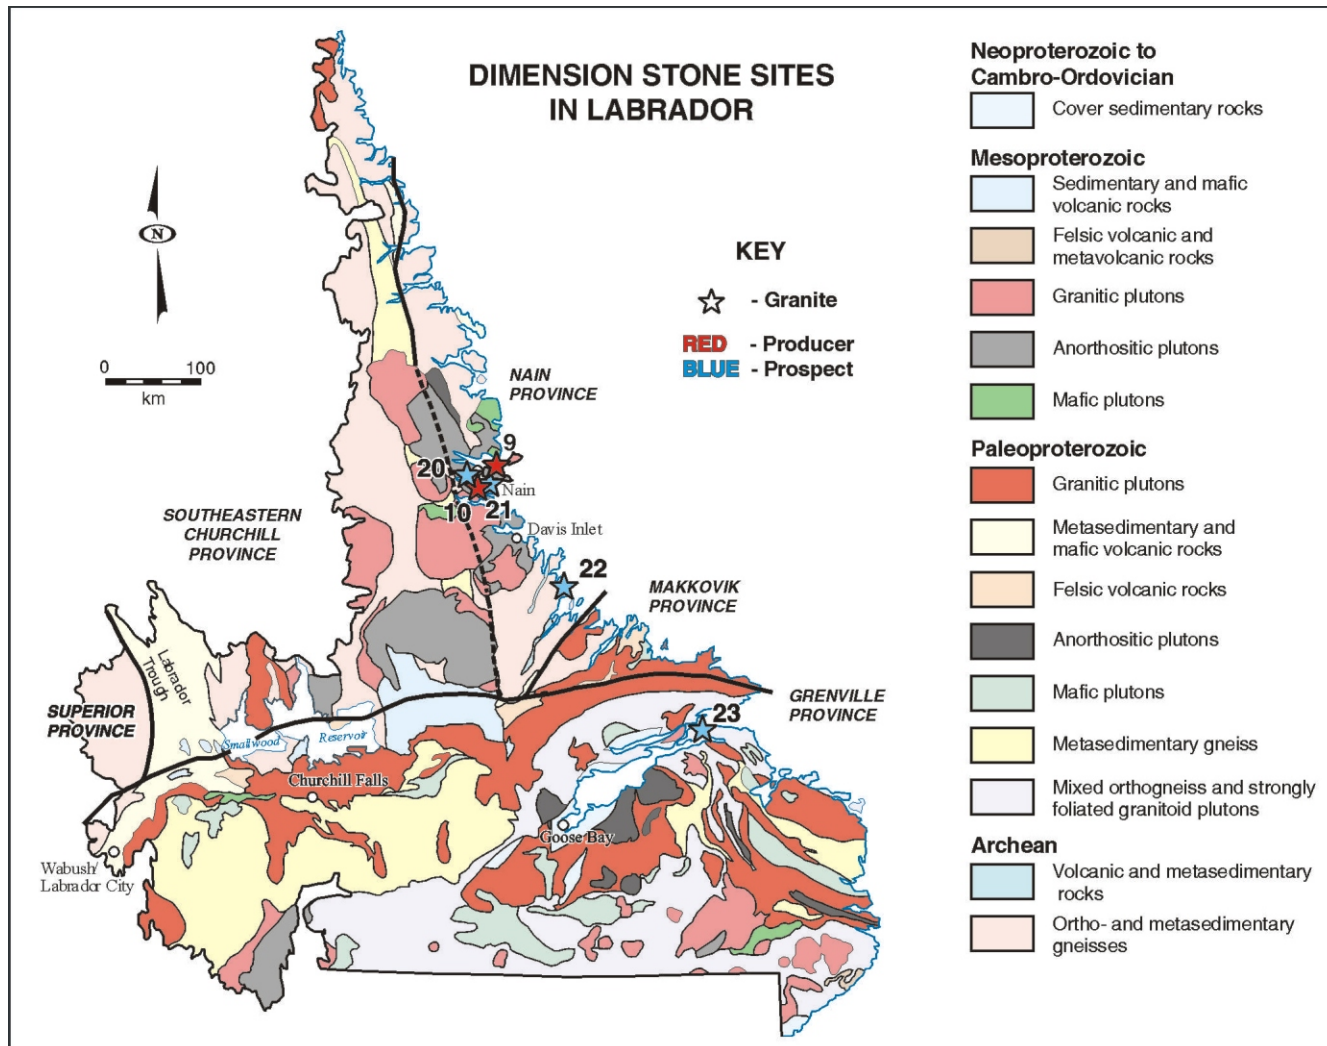 DIMENSION STONE SITES
IN LABRADOR
N
0 100
km
KEY
- Granite
RED - Producer
BLUE - Prospect
NAIN
PROVINCE
9
20
10
21
Nain
Davis Inlet
22
SOUTHEASTERN
CHURCHILL
PROVINCE
MAKKOVIK
PROVINCE
Labrador
Trough
SUPERIOR
PROVINCE
Smallwood Reservoir
GRENVILLE
PROVINCE
23
Churchill Falls
Goose Bay
Wabush/
Labrador City
Neoproterozoic to
Cambro-Ordovician
Cover sedimentary rocks
Mesoproterozoic
Sedimentary and mafic
volcanic rocks
Felsic volcanic and
metavolcanic rocks
Granitic plutons
Anorthositic plutons
Mafic plutons
Paleoproterozoic
Granitic plutons
Metasedimentary and
mafic volcanic rocks
Felsic volcanic rocks
Anorthositic plutons
Mafic plutons
Metasedimentary gneiss
Mixed orthogneiss and strongly
foliated granitoid plutons
Archean
Volcanic and metasedimentary
rocks
Ortho- and metasedimentary
gneisses